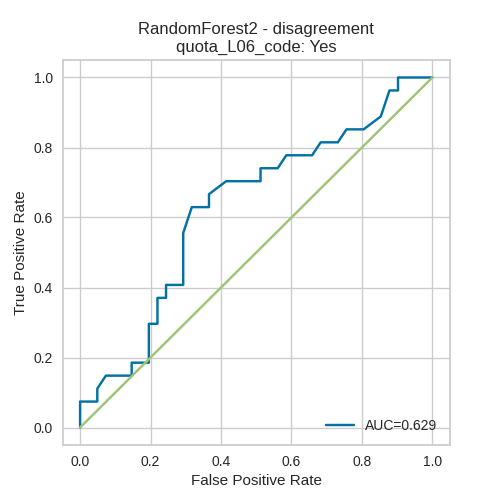 RandomForest2 - disagreement
quota_L06_code: Yes
True Positive Rate
1.0
0.8
0.6
0.4
0.2
0.0
AUC=0.629
0.0 0.2 0.4 0.6 0.8 1.0
False Positive Rate